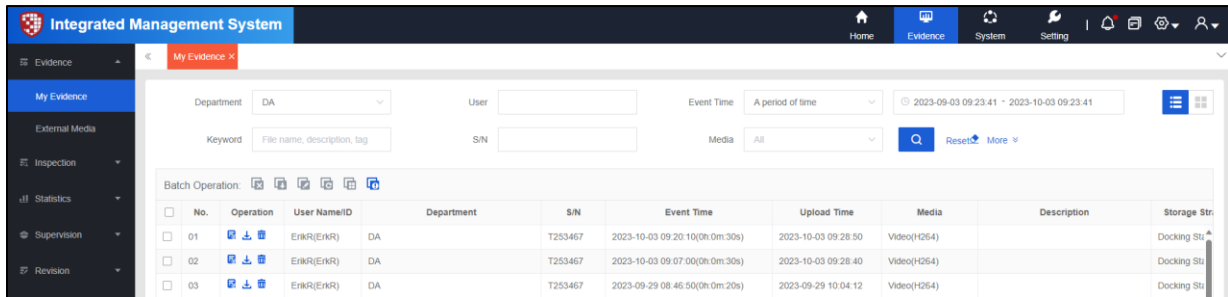 Integrated Management System
Home Evidence System Setting
Evidence
My Evidence
External Media
Inspection
Statistics
Supervision
Revision
My Evidence ×
Department DA User Event Time A period of time 2023-09-03 09:23:41 - 2023-10-03 09:23:41
Keyword File name, description, tag S/N Media All Resets More
Batch Operation:
No. Operation User Name/ID Department S/N Event Time Upload Time Media Description Storage Str
01 ErikR(ErkR) DA T253467 2023-10-03 09:20:10(0h:0m:30s) 2023-10-03 09:28:50 Video(H264) Docking Sta
02 ErikR(ErkR) DA T253467 2023-10-03 09:07:00(0h:0m:30s) 2023-10-03 09:28:40 Video(H264) Docking Sta
03 ErikR(ErkR) DA T253467 2023-09-29 08:46:50(0h:0m:20s) 2023-09-29 10:04:12 Video(H264) Docking Sta